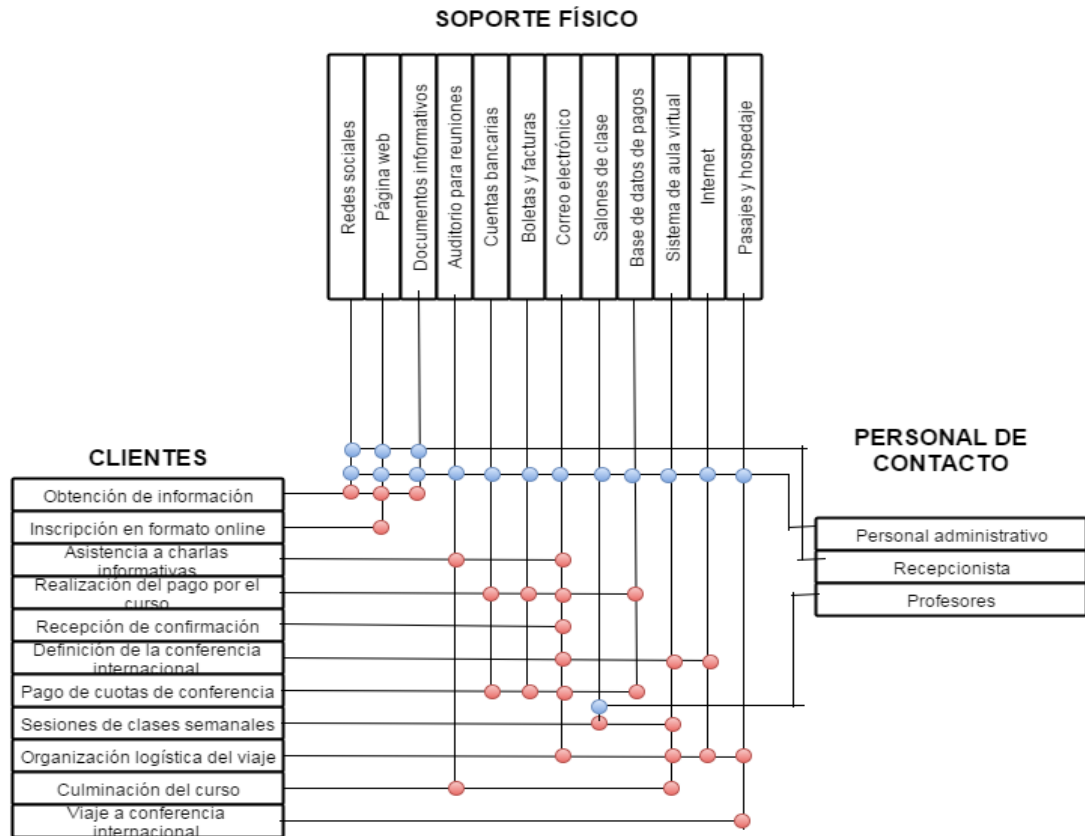 SOPORTE FÍSICO
Redes sociales
Página web
Documentos informativos
Auditorio para reuniones
Cuentas bancarias
Boletas y facturas
Correo electrónico
Salones de clase
Base de datos de pagos
Sistema de aula virtual
Internet
Pasajes y hospedaje
CLIENTES
Obtención de información
Inscripción en formato online
Asistencia a charlas
informativas
Realización del pago por el
curso
Recepción de confirmación
Definición de la conferencia
internacional
Pago de cuotas de conferencia
Sesiones de clases semanales
Organización logística del viaje
Culminación del curso
Viaje a conferencia
internacional
PERSONAL DE
CONTACTO
Personal administrativo
Recepcionista
Profesores